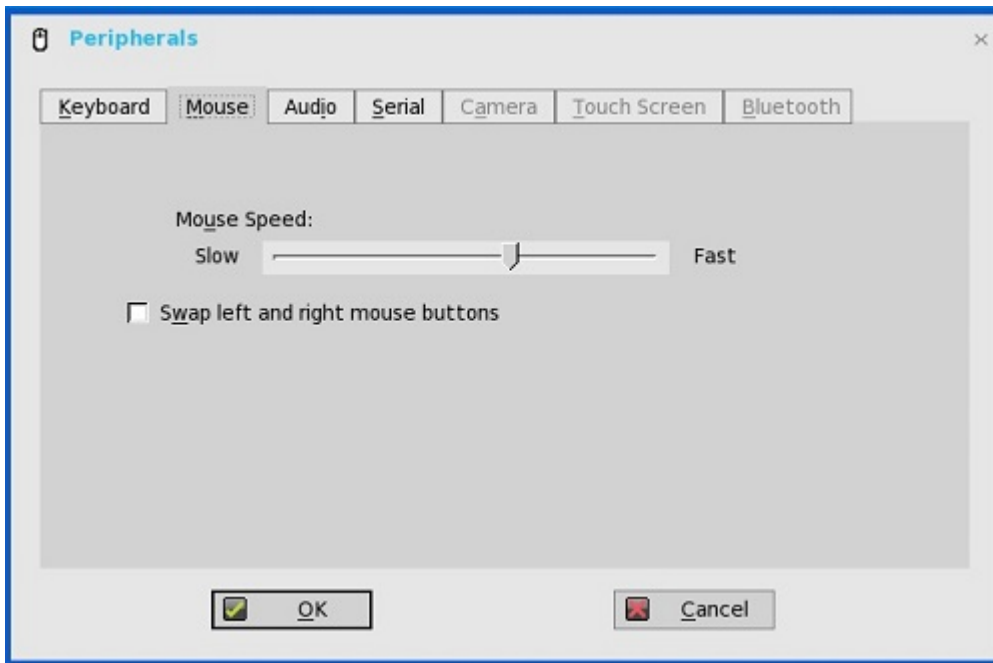 Peripherals
Keyboard Mouse Audio Serial Camera Touch Screen Bluetooth
Mouse Speed:
Slow Fast
Swap left and right mouse buttons
OK Cancel